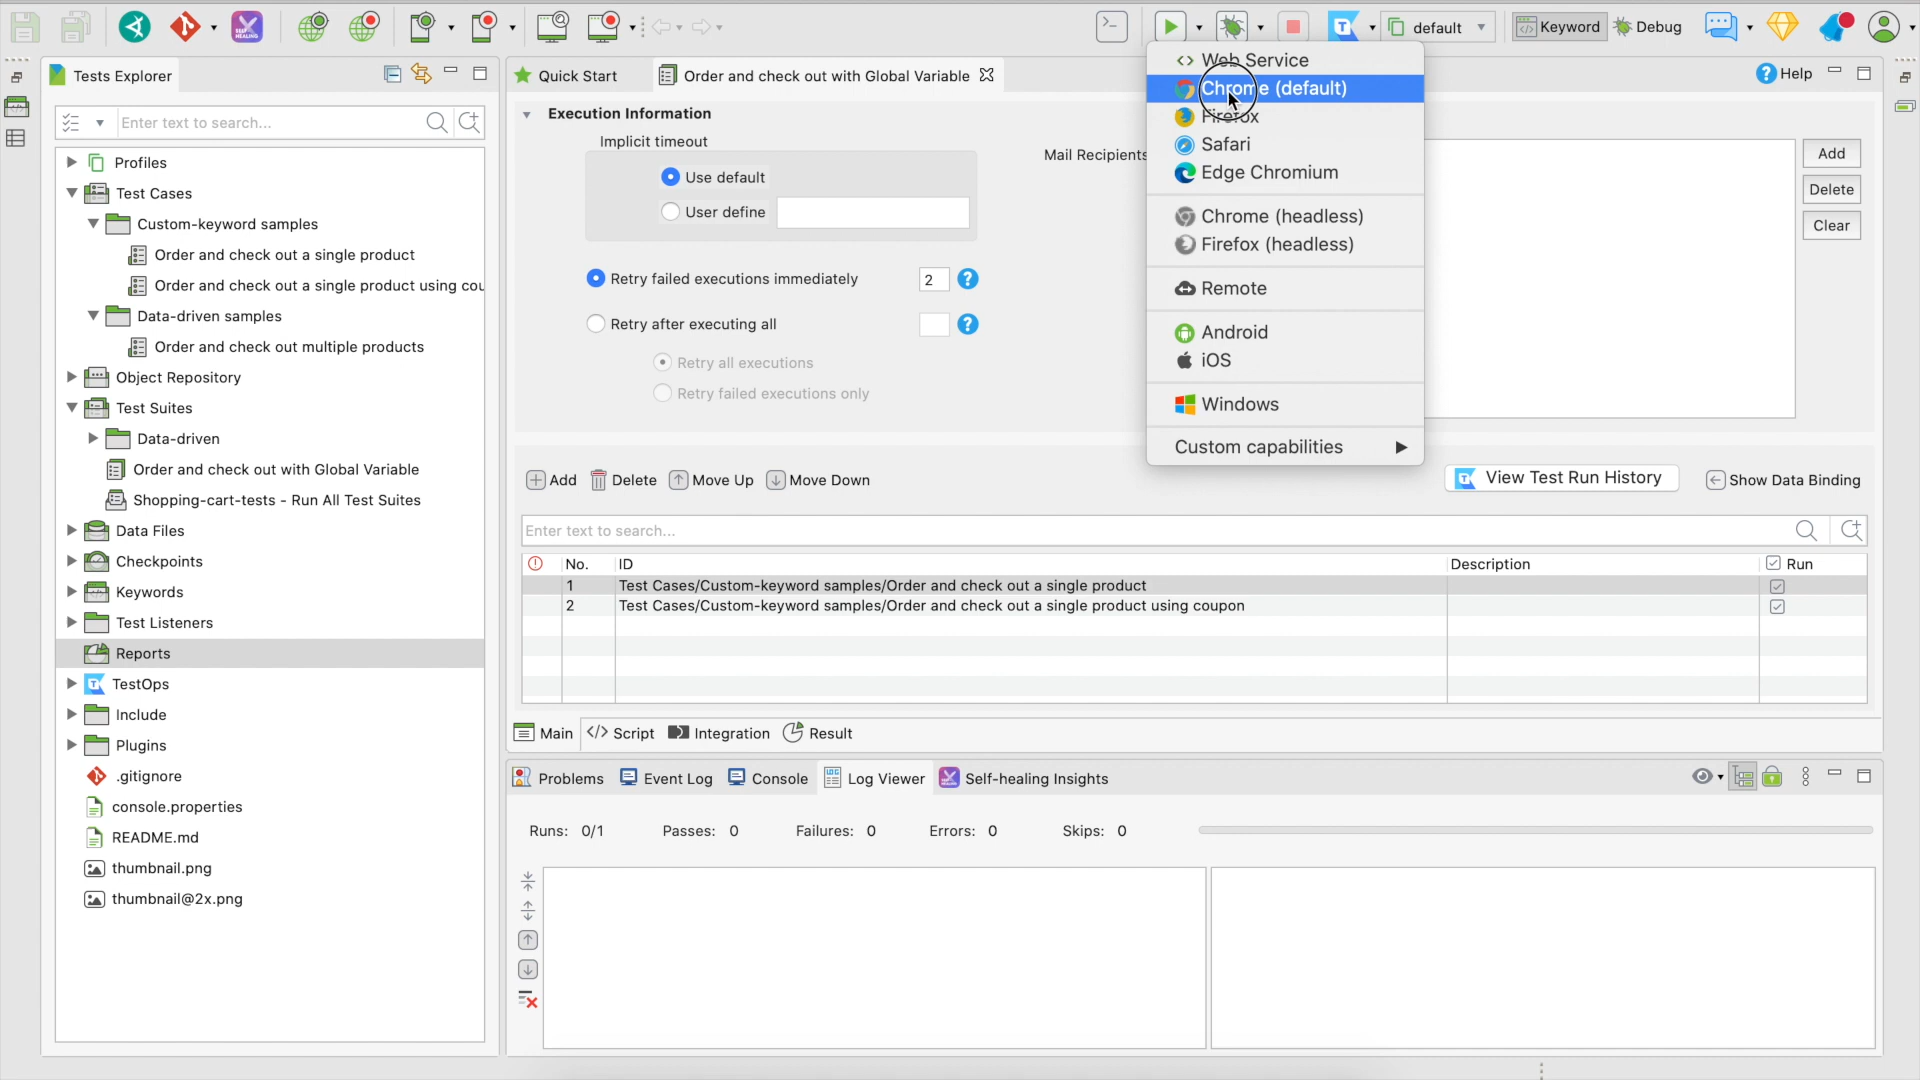 default
Keyword
Debug
Tests Explorer
Quick Start
Order and check out with Global Variable
Help
Enter text to search...
Profiles
Test Cases
Custom-keyword samples
Order and check out a single product
Order and check out a single product using cou
Data-driven samples
Order and check out multiple products
Object Repository
Test Suites
Data-driven
Order and check out with Global Variable
Shopping-cart-tests - Run All Test Suites
Data Files
Checkpoints
Keywords
Test Listeners
Reports
TestOps
Include
Plugins
.gitignore
console.properties
README.md
thumbnail.png
thumbnail@2x.png
Execution Information
Implicit timeout
Use default
User define
Retry failed executions immediately 2
Retry after executing all
Retry all executions
Retry failed executions only
Mail Recipients
Add
Delete
Clear
Web Service
Chrome (default)
Firefox
Safari
Edge Chromium
Chrome (headless)
Firefox (headless)
Remote
Android
iOS
Windows
Custom capabilities
Add Delete Move Up Move Down
View Test Run History
Show Data Binding
Enter text to search...
No. ID Description Run
1 Test Cases/Custom-keyword samples/Order and check out a single product
2 Test Cases/Custom-keyword samples/Order and check out a single product using coupon
Main Script Integration Result
Problems Event Log Console Log Viewer Self-healing Insights
Runs: 0/1 Passes: 0 Failures: 0 Errors: 0 Skips: 0